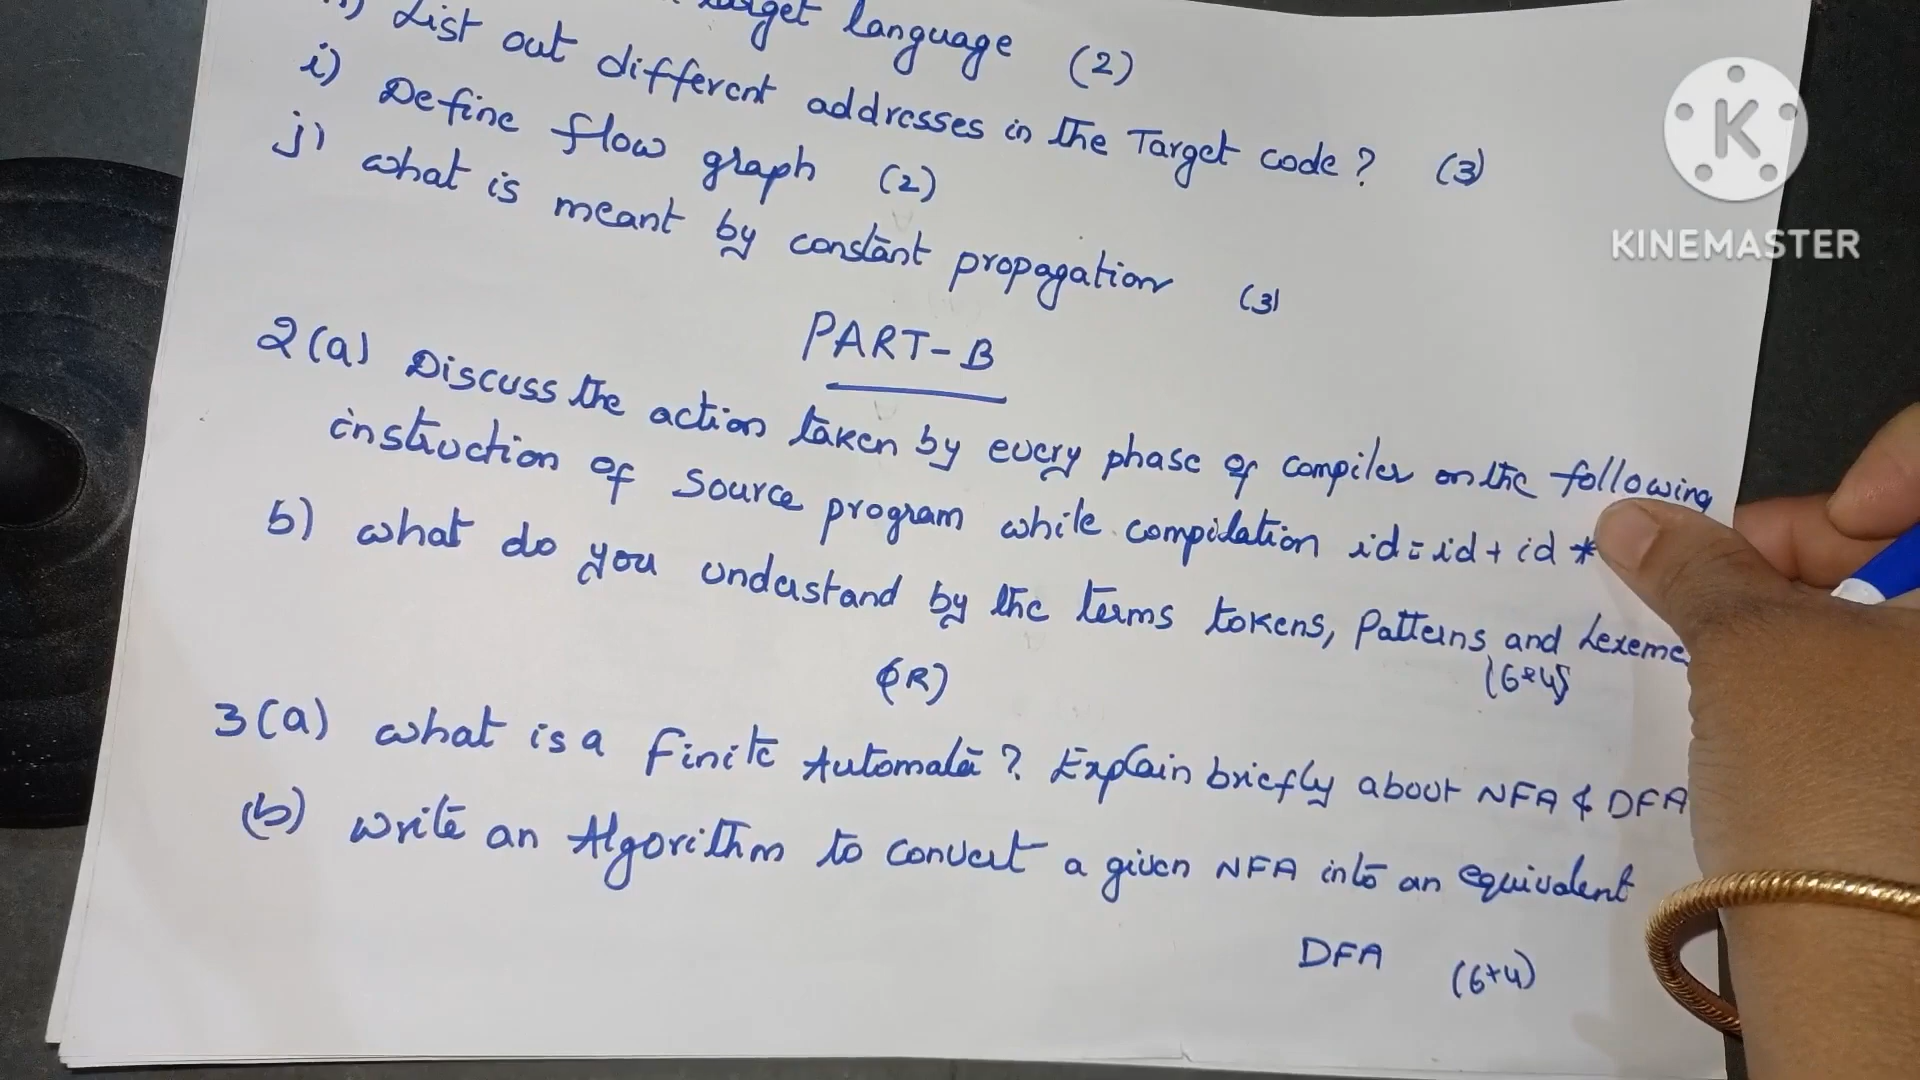 target language (2)
List out different addresses in the Target code? (3)
i) Define flow graph (2)
j) what is meant by constant propagation (3)
PART-B
2(a) Discuss the action taken by every phase of compiler on the following
instruction of source program while compilation id=id+id*
b) what do you understand by the terms tokens, Patterns and Lexeme
(OR)
3(a) what is a Finite Automata? Explain briefly about NFA & DFA
(b) write an Algorithm to convert a given NFA into an equivalent
DFA (6+4)
KINEMASTER